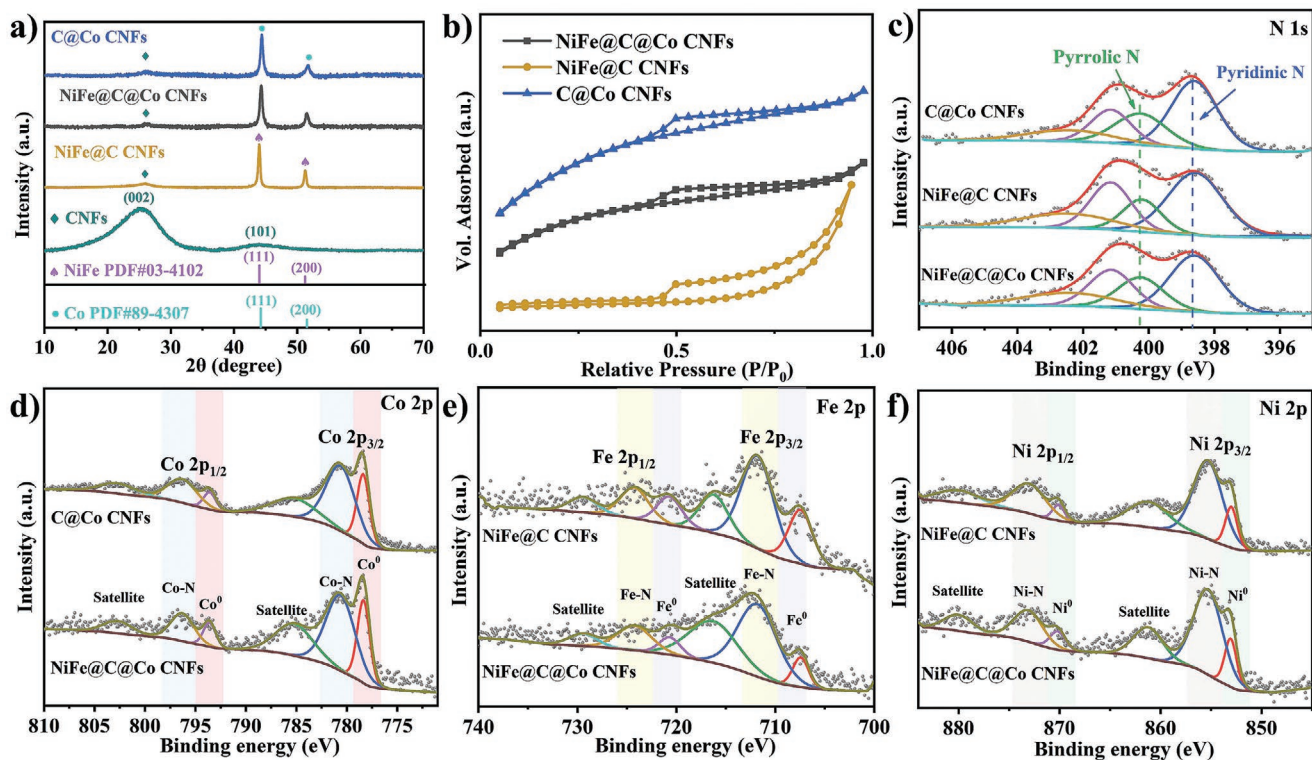 a)
C@Co CNFs
NiFe@C@Co CNFs
NiFe@C CNFs
(002)
CNFs
(101)
(111)
NiFe PDF#03-4102
(200)
(111)
Co PDF#89-4307
(200)
10 20 30 40 50 60 70
2θ (degree)
Intensity (a.u.)
b)
NiFe@C@Co CNFs
NiFe@C CNFs
C@Co CNFs
Vol. Adsorbed (a.u.)
0.0 0.5 1.0
Relative Pressure (P/P0)
c)
N 1s
Pyrrolic N
Pyridinic N
C@Co CNFs
NiFe@C CNFs
NiFe@C@Co CNFs
Intensity (a.u.)
406 404 402 400 398 396
Binding energy (eV)
d)
Co 2p
Co 2p3/2
Co 2p1/2
C@Co CNFs
Co-N
Co0
Satellite
Co-N
Co0
Satellite
NiFe@C@Co CNFs
Intensity (a.u.)
810 805 800 795 790 785 780 775
Binding energy (eV)
e)
Fe 2p
Fe 2p3/2
Fe 2p1/2
NiFe@C CNFs
Satellite
Fe-N
Fe0
Satellite
Fe-N
Fe0
NiFe@C@Co CNFs
Intensity (a.u.)
740 730 720 710 700
Binding energy (eV)
f)
Ni 2p
Ni 2p3/2
Ni 2p1/2
NiFe@C CNFs
Satellite
Ni-N
Ni0
Satellite
Ni-N
Ni0
NiFe@C@Co CNFs
Intensity (a.u.)
880 870 860 850
Binding energy (eV)